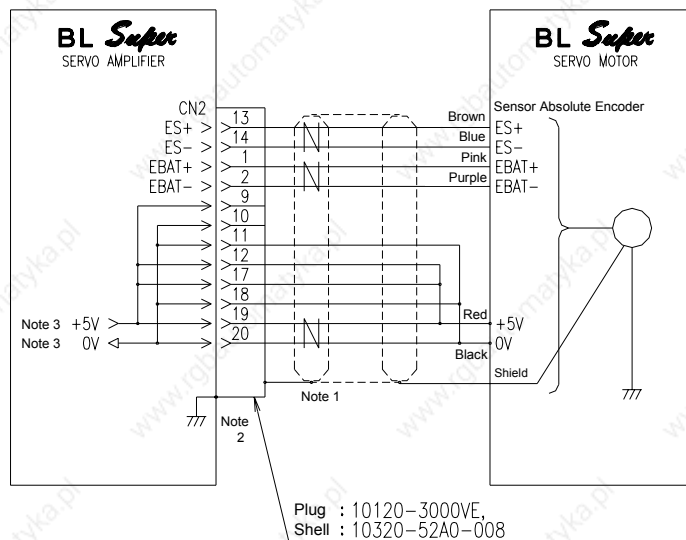 BL Super
SERVO AMPLIFIER
BL Super
SERVO MOTOR
CN2
Sensor Absolute Encoder
ES+ 13 Brown ES+
ES- 14 Blue ES-
EBAT+ 1 Pink EBAT+
EBAT- 2 Purple EBAT-
9
10
11
12
17
18
Note 3 +5V 19 Red +5V
Note 3 0V 20 Black 0V
Shield
Note 1
Note 2
Plug : 10120-3000VE,
Shell : 10320-52A0-008
www.rgbautomatyka.pl